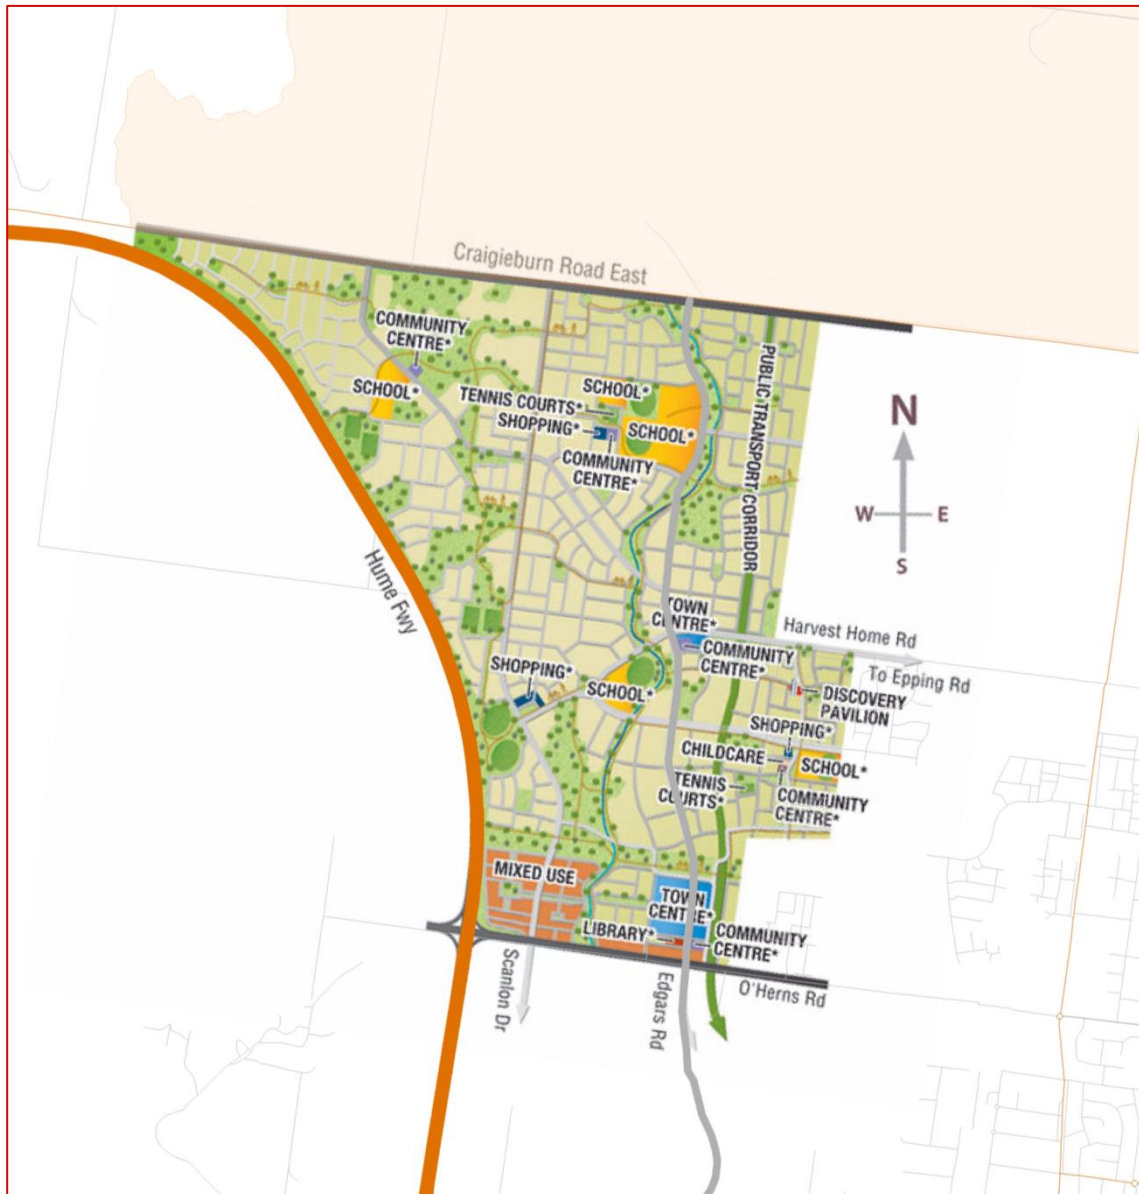 Craigieburn Road East
COMMUNITY
CENTRE*
SCHOOL*
SCHOOL*
TENNIS COURTS*
SHOPPING*
SCHOOL*
COMMUNITY
CENTRE*
PUBLIC TRANSPORT CORRIDOR
N
W
E
S
Hume Fwy
TOWN
CENTRE*
Harvest Home Rd
COMMUNITY
CENTRE*
To Epping Rd
SHOPPING*
SCHOOL*
DISCOVERY
PAVILION
SHOPPING*
CHILDCARE
SCHOOL*
TENNIS
COURTS*
COMMUNITY
CENTRE*
MIXED USE
TOWN
CENTRE*
LIBRARY*
COMMUNITY
CENTRE*
Scanlon Dr
Edgars Rd
O'Herns Rd